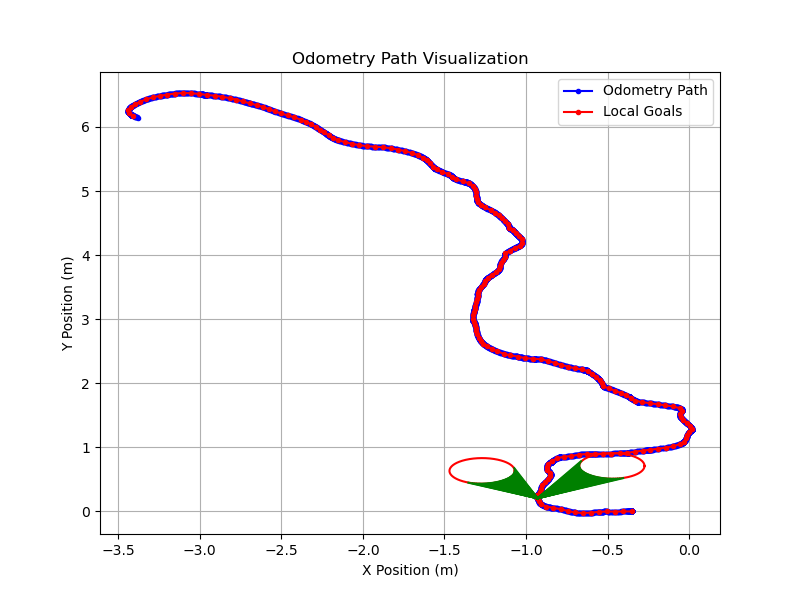 Odometry Path Visualization
Odometry Path
Local Goals
Y Position (m)
6
5
4
3
2
1
0
−3.5 −3.0 −2.5 −2.0 −1.5 −1.0 −0.5 0.0
X Position (m)